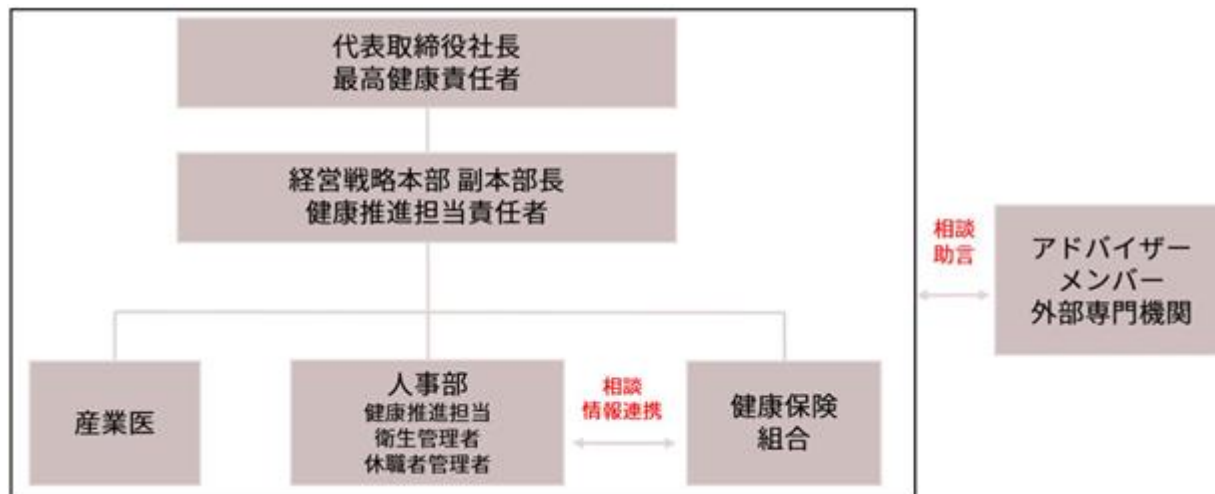 代表取締役社長
最高健康責任者
経営戦略本部 副本部長
健康推進担当責任者
相談
助言
アドバイザー
メンバー
外部専門機関
産業医
人事部
健康推進担当
衛生管理者
休職者管理者
相談
情報連携
健康保険
組合